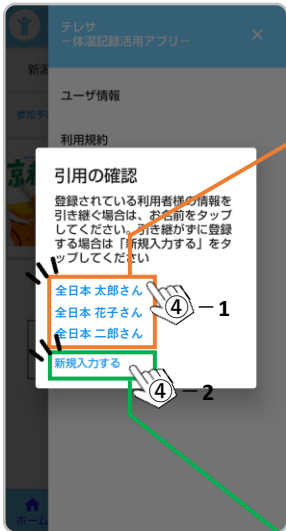 テレサ
－体温記録活用アプリ－
×
新潟
ユーザ情報
参加予定
利用規約
引用の確認
登録されている利用者様の情報を
引き継ぐ場合は、お名前をタップ
してください。引き継がずに登録
する場合は「新規入力する」をタ
ップしてください
全日本 太郎さん
全日本 花子さん
④－1
全日本 二郎さん
新規入力する
④－2
ホーム